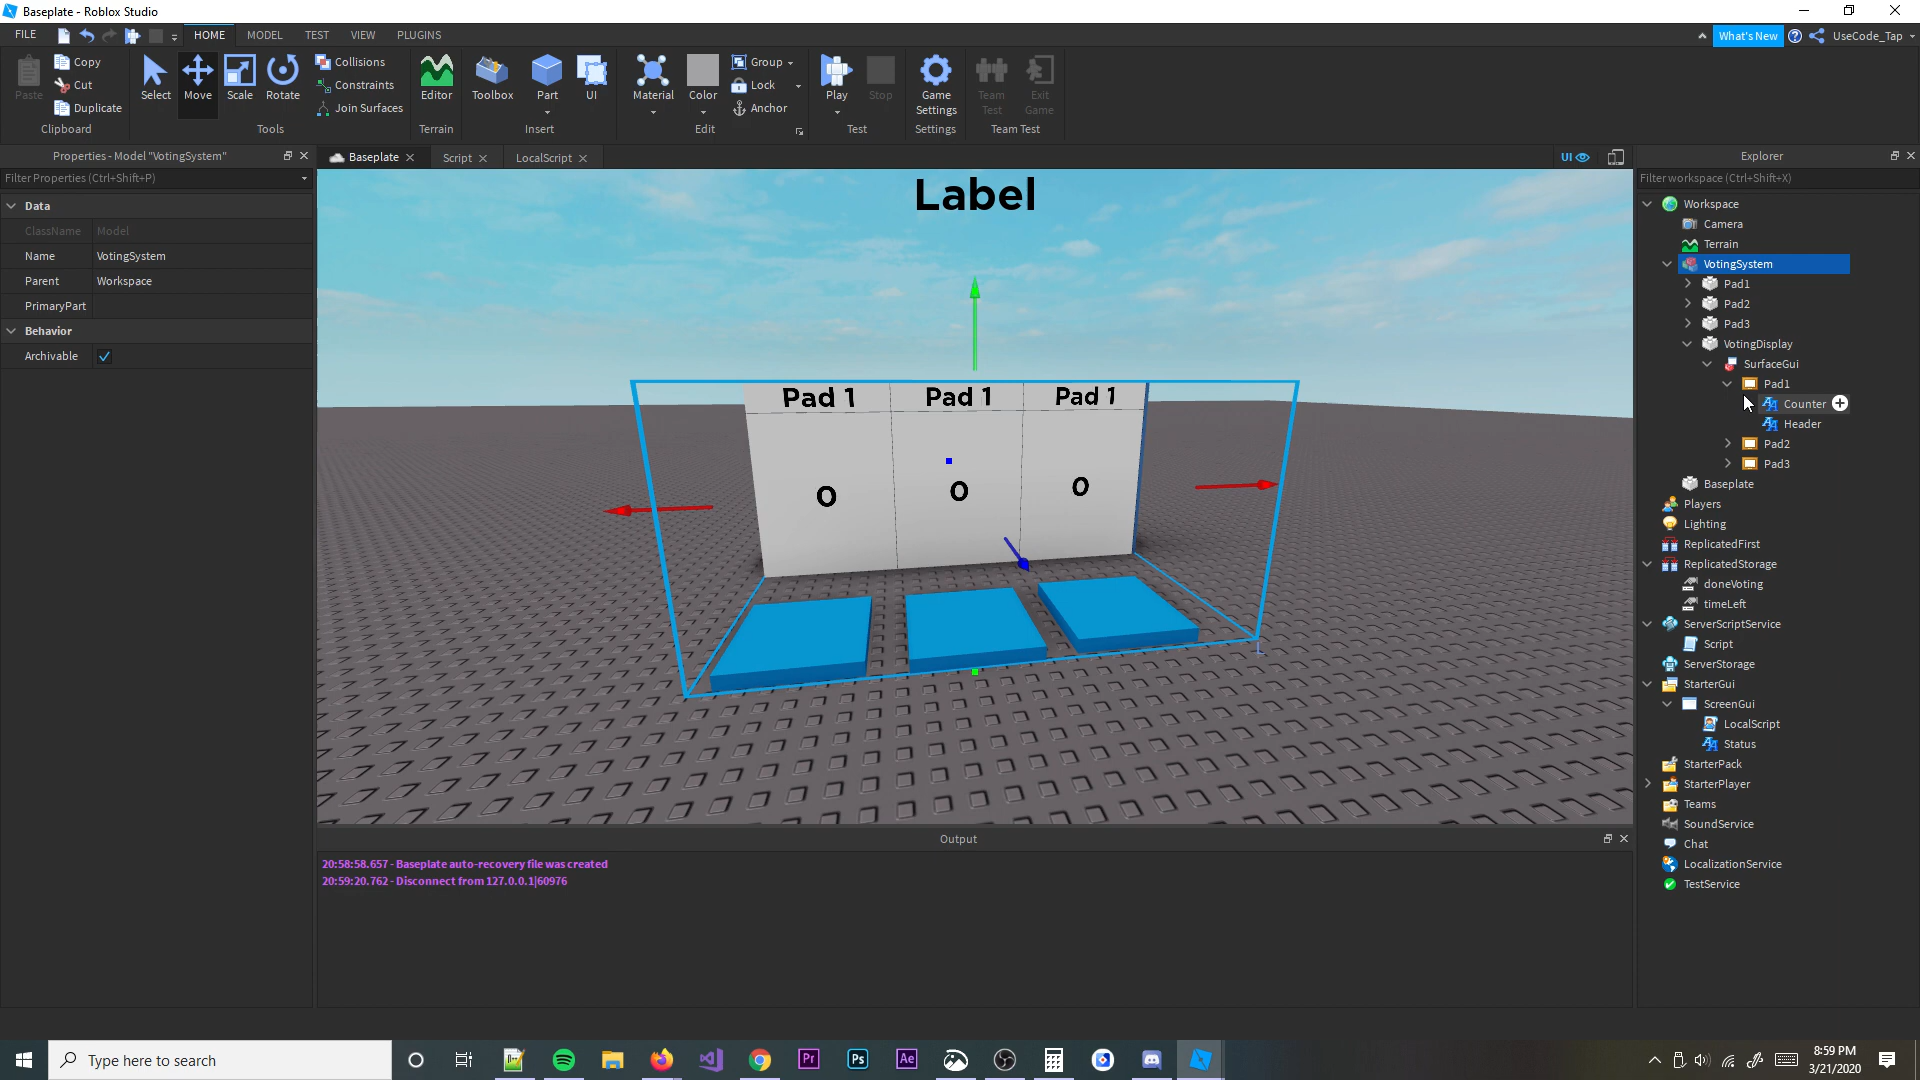 Baseplate - Roblox Studio
FILE HOME MODEL TEST VIEW PLUGINS What's New UseCode_Tap
Paste Copy Cut Duplicate Clipboard
Select Move Scale Rotate Collisions Constraints Join Surfaces Tools
Editor Terrain
Toolbox Part UI Insert
Material Color Group Lock Anchor Edit
Play Stop Test
Game Settings Settings
Team Test Exit Game Team Test
Properties - Model "VotingSystem"
Filter Properties (Ctrl+Shift+P)
Data
ClassName Model
Name VotingSystem
Parent Workspace
PrimaryPart
Behavior
Archivable
Baseplate Script LocalScript UI
Label
Pad 1 Pad 1 Pad 1
0 0 0
Output
20:58:58.657 - Baseplate auto-recovery file was created
20:59:20.762 - Disconnect from 127.0.0.1|60976
Explorer
Filter workspace (Ctrl+Shift+X)
Workspace
Camera
Terrain
VotingSystem
Pad1
Pad2
Pad3
VotingDisplay
SurfaceGui
Pad1
Counter
Header
Pad2
Pad3
Baseplate
Players
Lighting
ReplicatedFirst
ReplicatedStorage
doneVoting
timeLeft
ServerScriptService
Script
ServerStorage
StarterGui
ScreenGui
LocalScript
Status
StarterPack
StarterPlayer
Teams
SoundService
Chat
LocalizationService
TestService
Type here to search
Pr Ps Ae
8:59 PM
3/21/2020